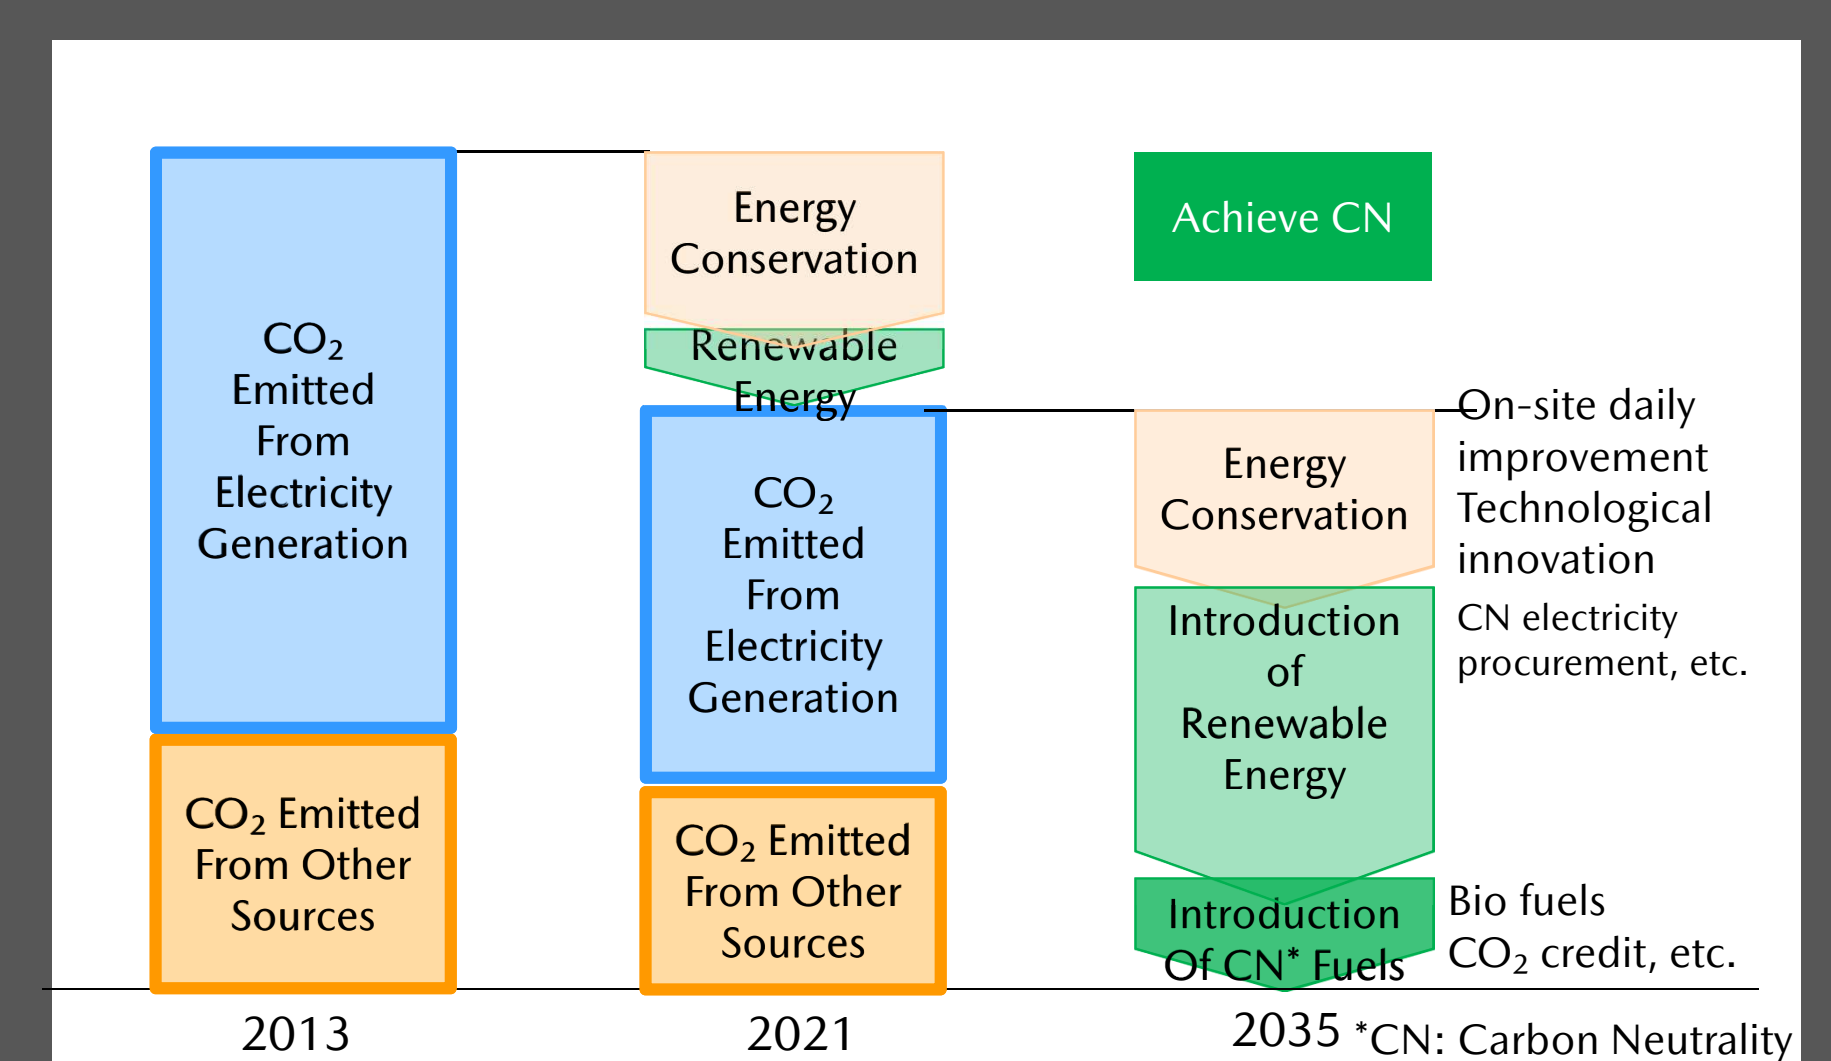 CO₂
Emitted
From
Electricity
Generation
CO₂ Emitted
From Other
Sources
2013
Energy
Conservation
Renewable
Energy
CO₂
Emitted
From
Electricity
Generation
CO₂ Emitted
From Other
Sources
2021
Achieve CN
Energy
Conservation
On-site daily
improvement
Technological
innovation
Introduction
of
Renewable
Energy
CN electricity
procurement, etc.
Introduction
Of CN* Fuels
Bio fuels
CO₂ credit, etc.
2035
*CN: Carbon Neutrality